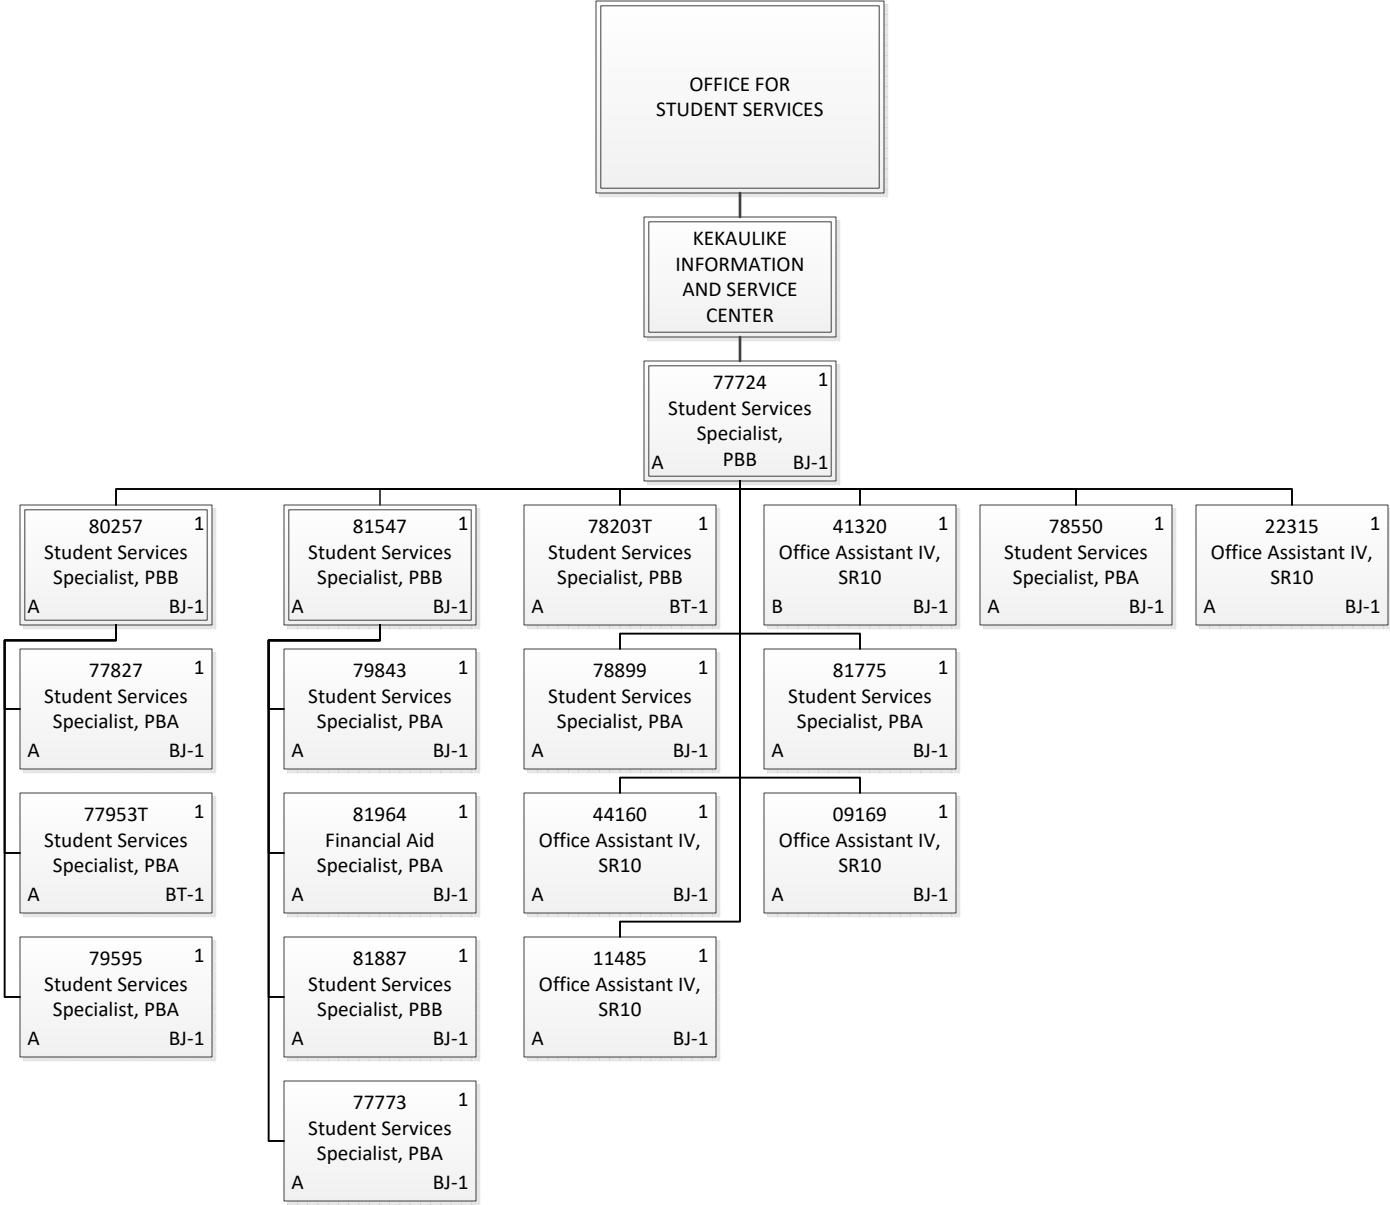 OFFICE FOR
STUDENT SERVICES
KEKAULIKE
INFORMATION
AND SERVICE
CENTER
77724 1
Student Services
Specialist,
PBB
A BJ-1
80257 1
Student Services
Specialist, PBB
A BJ-1
81547 1
Student Services
Specialist, PBB
A BJ-1
78203T 1
Student Services
Specialist, PBB
A BT-1
41320 1
Office Assistant IV,
SR10
B BJ-1
78550 1
Student Services
Specialist, PBA
A BJ-1
22315 1
Office Assistant IV,
SR10
A BJ-1
77827 1
Student Services
Specialist, PBA
A BJ-1
79843 1
Student Services
Specialist, PBA
A BJ-1
78899 1
Student Services
Specialist, PBA
A BJ-1
81775 1
Student Services
Specialist, PBA
A BJ-1
77953T 1
Student Services
Specialist, PBA
A BT-1
81964 1
Financial Aid
Specialist, PBA
A BJ-1
44160 1
Office Assistant IV,
SR10
A BJ-1
09169 1
Office Assistant IV,
SR10
A BJ-1
79595 1
Student Services
Specialist, PBA
A BJ-1
81887 1
Student Services
Specialist, PBB
A BJ-1
11485 1
Office Assistant IV,
SR10
A BJ-1
77773 1
Student Services
Specialist, PBA
A BJ-1